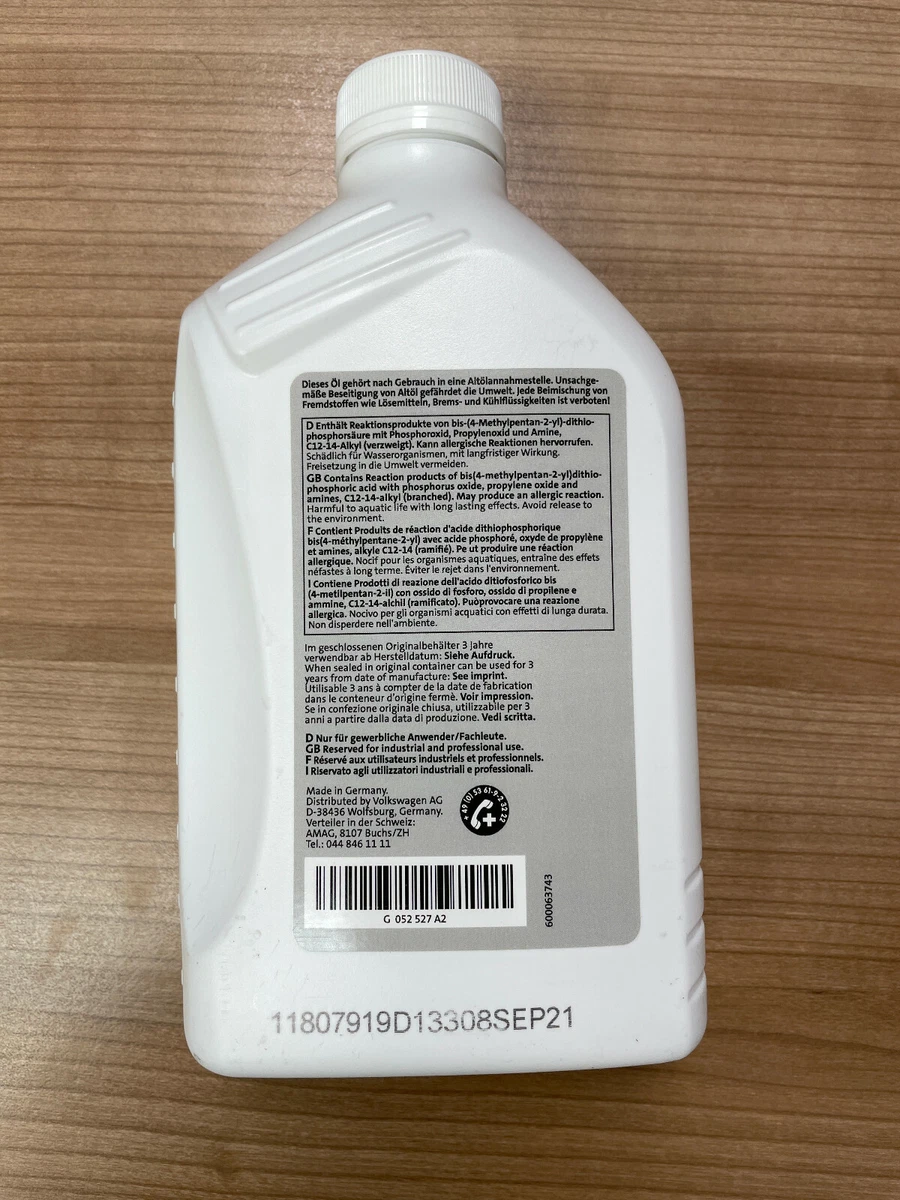 Dieses Öl gehört nach Gebrauch in eine Altölannahmestelle. Unsachge-
mäße Beseitigung von Altöl gefährdet die Umwelt. Jede Beimischung von
Fremdstoffen wie Lösemitteln, Brems- und Kühlflüssigkeiten ist verboten!
D Enthält Reaktionsprodukte von bis-(4-Methylpentan-2-yl)-dithio-
phosphorsäure mit Phosphoroxid, Propylenoxid und Amine,
C12-14-Alkyl (verzweigt). Kann allergische Reaktionen hervorrufen.
Schädlich für Wasserorganismen, mit langfristiger Wirkung.
Freisetzung in die Umwelt vermeiden.
GB Contains Reaction products of bis(4-methylpentan-2-yl)dithio-
phosphoric acid with phosphorus oxide, propylene oxide and
amines, C12-14-alkyl (branched). May produce an allergic reaction.
Harmful to aquatic life with long lasting effects. Avoid release to
the environment.
F Contient Produits de réaction d'acide dithiophosphorique
bis(4-méthylpentane-2-yl) avec acide phosphoré, oxyde de propylène
et amines, alkyle C12-14 (ramifié). Pe ut produire une réaction
allergique. Nocif pour les organismes aquatiques, entraîne des effets
néfastes à long terme. Éviter le rejet dans l'environnement.
I Contiene Prodotti di reazione dell'acido ditiofosforico bis
(4-metilpentan-2-il) con ossido di fosforo, ossido di propilene e
ammine, C12-14-alchil (ramificato). Puòprovocare una reazione
allergica. Nocivo per gli organismi acquatici con effetti di lunga durata.
Non disperdere nell'ambiente.
Im geschlossenen Originalbehälter 3 Jahre
verwendbar ab Herstelldatum: Siehe Aufdruck.
When sealed in original container can be used for 3
years from date of manufacture: See imprint.
Utilisable 3 ans à compter de la date de fabrication
dans le conteneur d'origine fermè. Voir impression.
Se in confezione originale chiusa, utilizzabile per 3
anni a partire dalla data di produzione. Vedi scritta.
D Nur für gewerbliche Anwender/Fachleute.
GB Reserved for industrial and professional use.
F Réservé aux utilisateurs industriels et professionnels.
I Riservato agli utilizzatori industriali e professionali.
Made in Germany.
Distributed by Volkswagen AG
D-38436 Wolfsburg, Germany.
Verteiler in der Schweiz:
AMAG, 8107 Buchs/ZH
Tel.: 044 846 11 11
+49 (0) 53 61-9-2 32 22
G 052 527 A2
600063743
11807919D13308SEP21